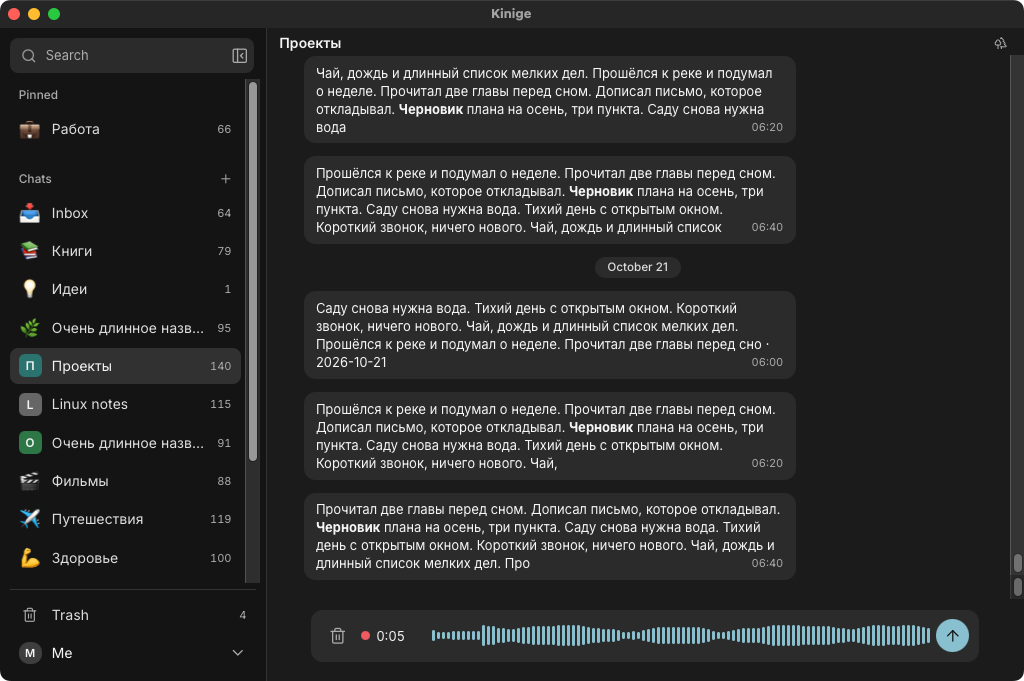 Kinige
Search
Pinned
Работа 66
Chats
Inbox 64
Книги 79
Идеи 1
Очень длинное назв... 95
П Проекты 140
L Linux notes 115
О Очень длинное назв... 91
Фильмы 88
Путешествия 119
Здоровье 100
Trash 4
M Me
Проекты
Чай, дождь и длинный список мелких дел. Прошёлся к реке и подумал
о неделе. Прочитал две главы перед сном. Дописал письмо, которое
откладывал. Черновик плана на осень, три пункта. Саду снова нужна
вода 06:20
Прошёлся к реке и подумал о неделе. Прочитал две главы перед сном.
Дописал письмо, которое откладывал. Черновик плана на осень, три
пункта. Саду снова нужна вода. Тихий день с открытым окном.
Короткий звонок, ничего нового. Чай, дождь и длинный список 06:40
October 21
Саду снова нужна вода. Тихий день с открытым окном. Короткий
звонок, ничего нового. Чай, дождь и длинный список мелких дел.
Прошёлся к реке и подумал о неделе. Прочитал две главы перед сно ·
2026-10-21 06:00
Прошёлся к реке и подумал о неделе. Прочитал две главы перед сном.
Дописал письмо, которое откладывал. Черновик плана на осень, три
пункта. Саду снова нужна вода. Тихий день с открытым окном.
Короткий звонок, ничего нового. Чай, 06:20
Прочитал две главы перед сном. Дописал письмо, которое откладывал.
Черновик плана на осень, три пункта. Саду снова нужна вода. Тихий
день с открытым окном. Короткий звонок, ничего нового. Чай, дождь и
длинный список мелких дел. Про 06:40
0:05